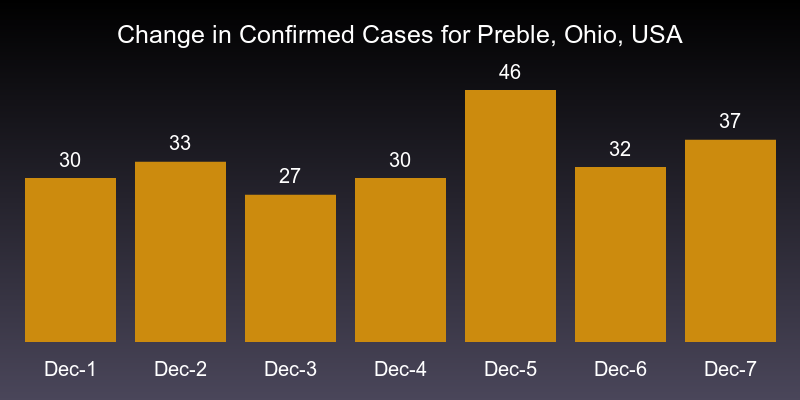 Change in Confirmed Cases for Preble, Ohio, USA
30
33
27
30
46
32
37
Dec-1
Dec-2
Dec-3
Dec-4
Dec-5
Dec-6
Dec-7